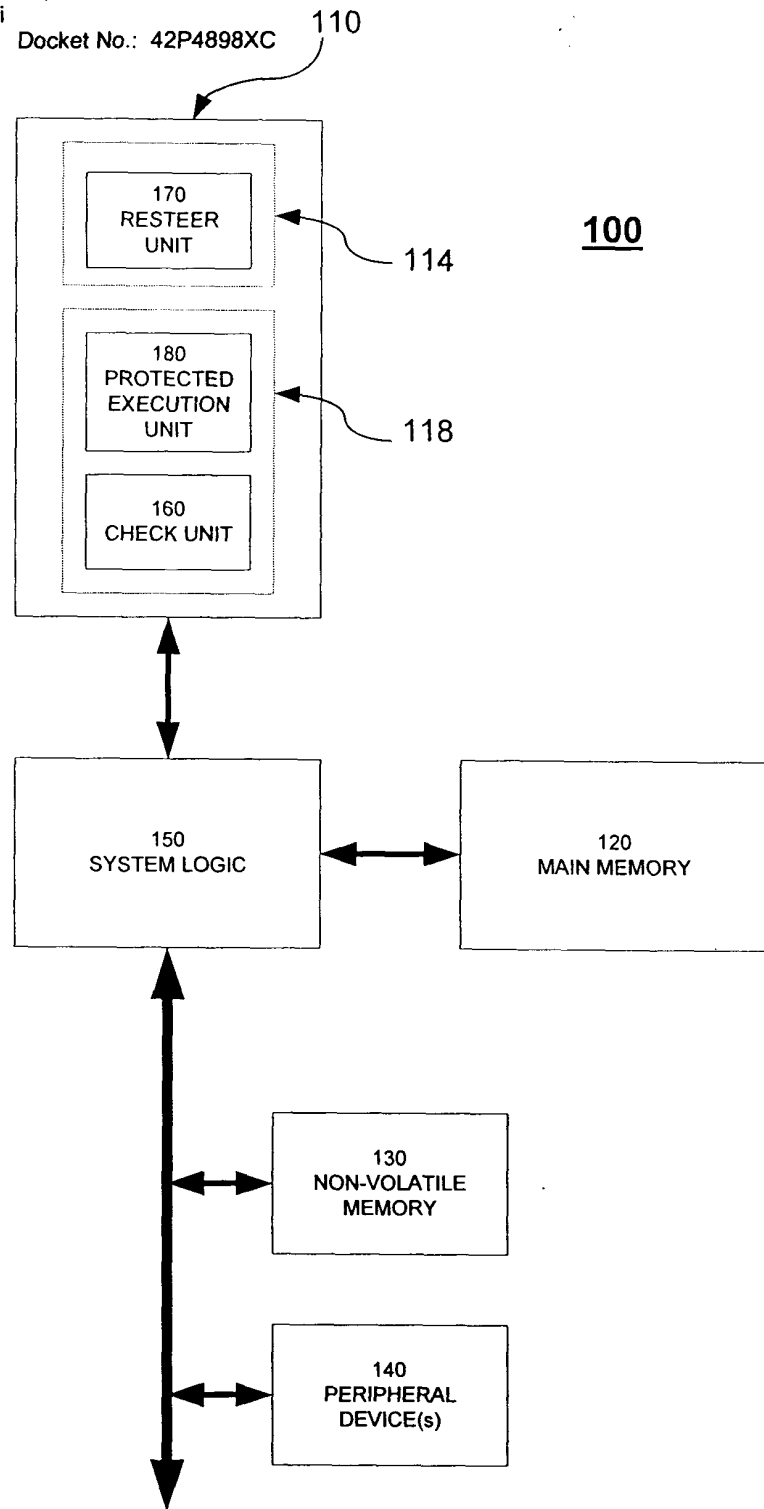 i
Docket No.: 42P4898XC
110
170
RESTEER
UNIT
100
114
180
PROTECTED
EXECUTION
UNIT
118
160
CHECK UNIT
150
SYSTEM LOGIC
120
MAIN MEMORY
130
NON-VOLATILE
MEMORY
140
PERIPHERAL
DEVICE(s)